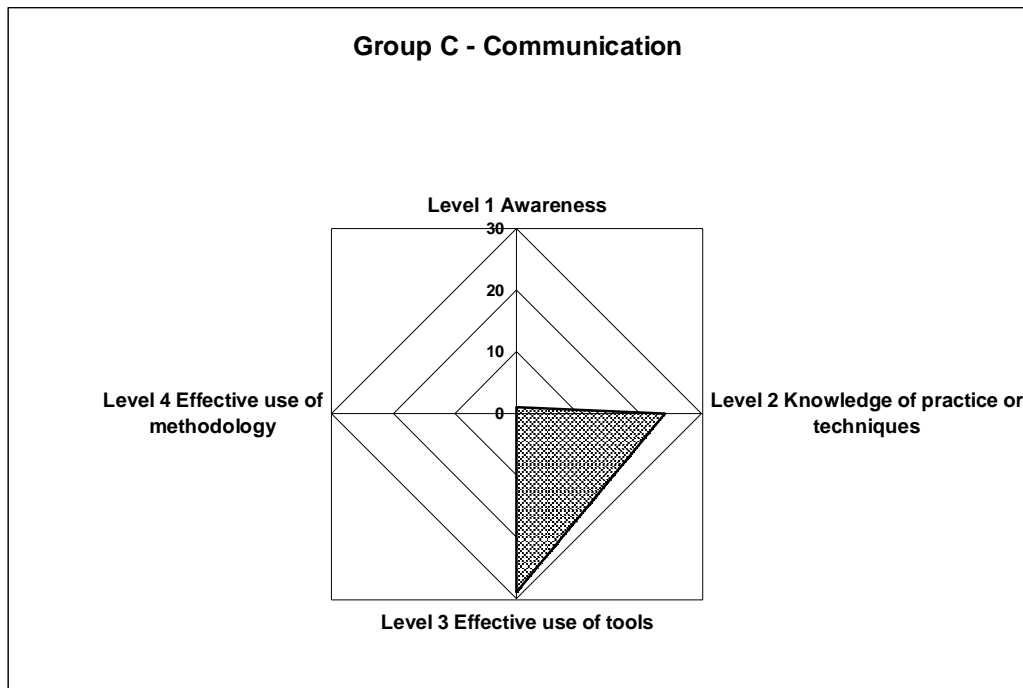 Group C - Communication
Level 1 Awareness
30
20
10
0
Level 4 Effective use of
methodology
Level 2 Knowledge of practice or
techniques
Level 3 Effective use of tools